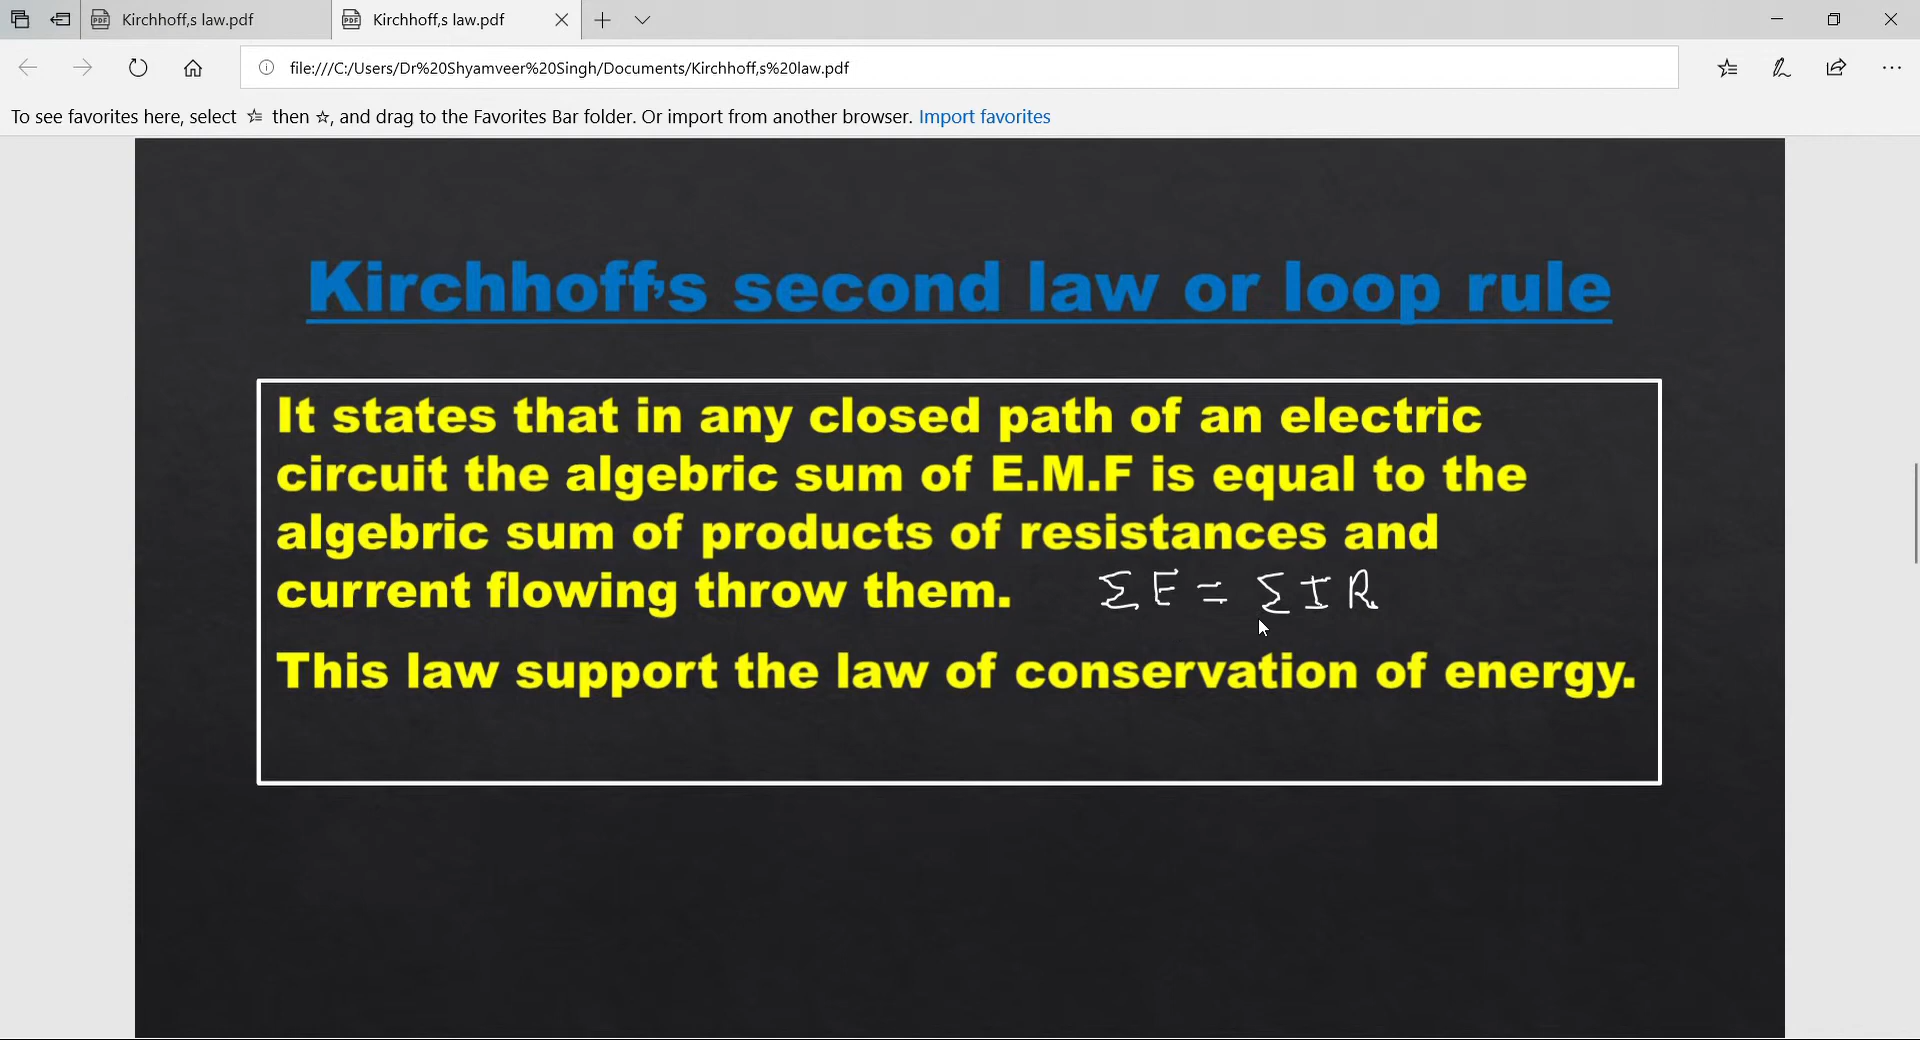 Kirchhoff,s law.pdf
Kirchhoff,s law.pdf
file:///C:/Users/Dr%20Shyamveer%20Singh/Documents/Kirchhoff,s%20law.pdf
To see favorites here, select ☆ then ☆, and drag to the Favorites Bar folder. Or import from another browser. Import favorites
Kirchhoff,s second law or loop rule
It states that in any closed path of an electric
circuit the algebric sum of E.M.F is equal to the
algebric sum of products of resistances and
current flowing throw them. Σ E = Σ I R
This law support the law of conservation of energy.